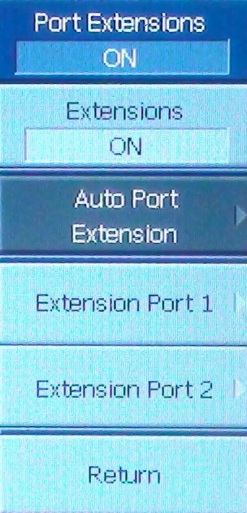 Port Extensions
ON
Extensions
ON
Auto Port
Extension
Extension Port 1
Extension Port 2
Return